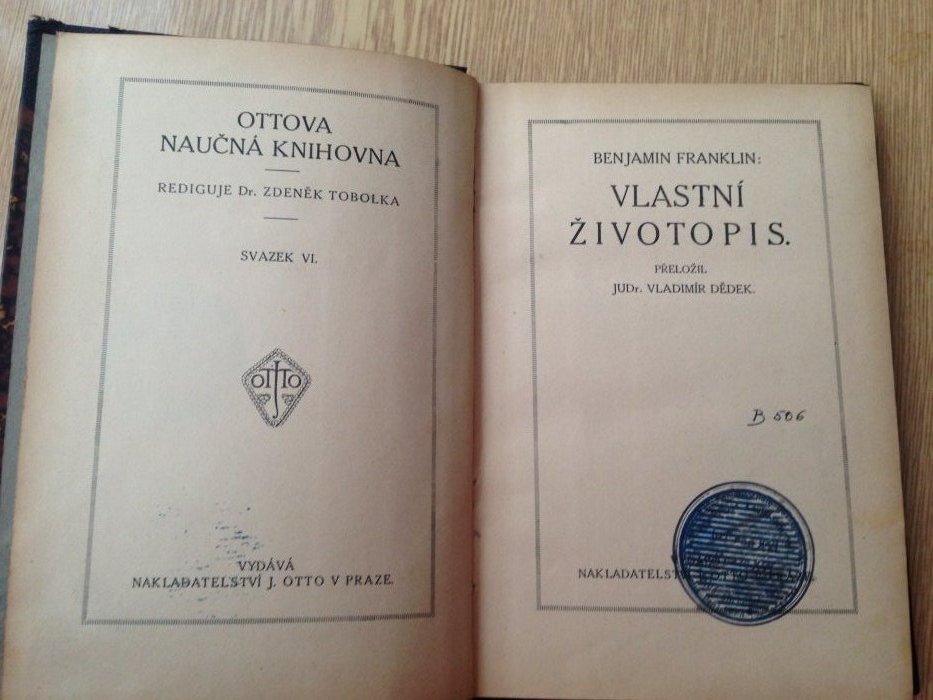 OTTOVA
NAUČNÁ KNIHOVNA
REDIGUJE Dr. ZDENĚK TOBOLKA
SVAZEK VI.
OTTO
VYDÁVÁ
NAKLADATELSTVÍ J. OTTO V PRAZE.
BENJAMIN FRANKLIN:
VLASTNÍ
ŽIVOTOPIS.
PŘELOŽIL
JUDr. VLADIMÍR DĚDEK.
B 506
NAKLADATELSTVÍ